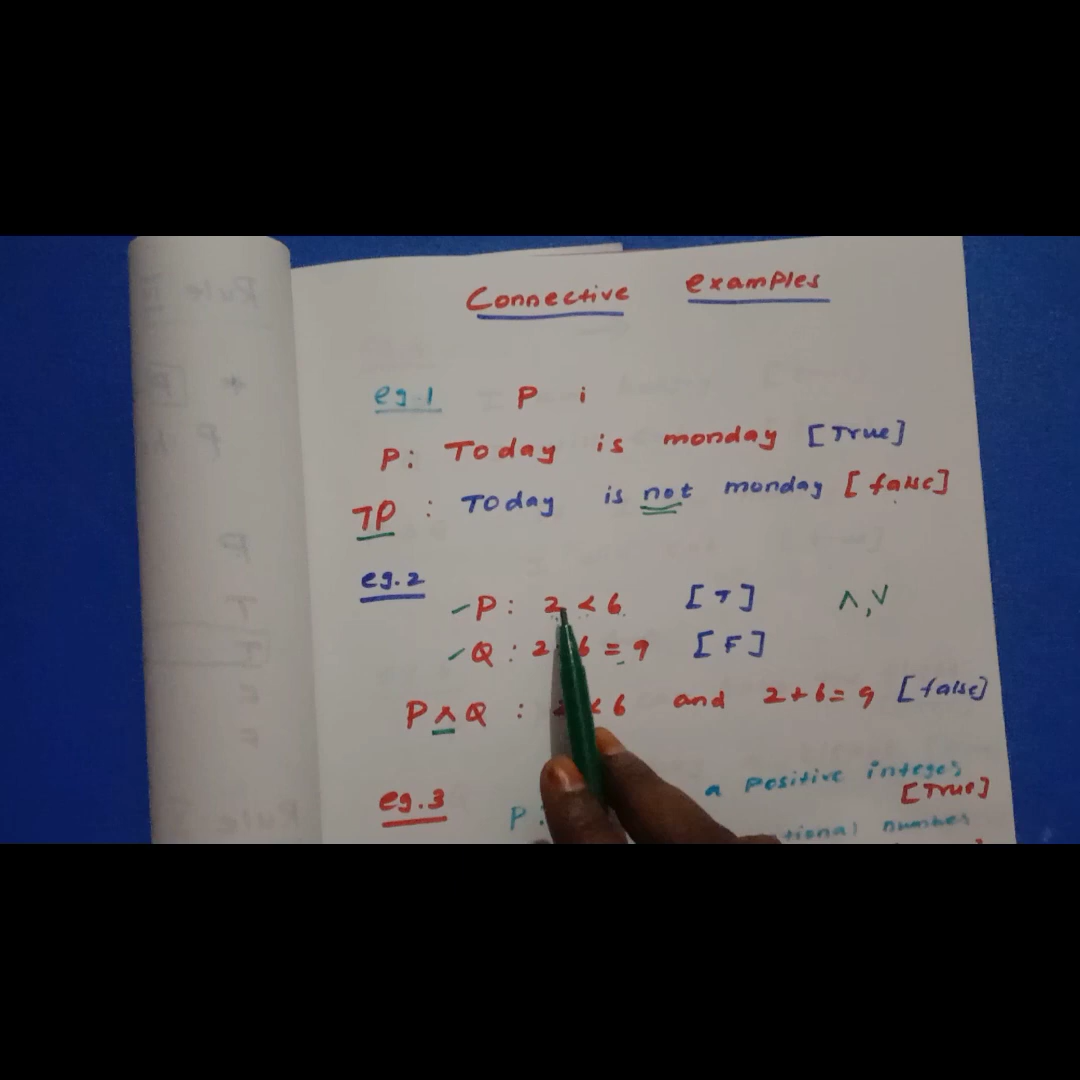 Connective examples
eg.1 P i
P: Today is monday [True]
¬P : Today is not monday [false]
eg.2
P: 2 < 6 [T] ∧,∨
Q: 2 6 = 9 [F]
P∧Q : < 6 and 2+6=9 [false]
eg.3 P: a positive integer
[True]
number